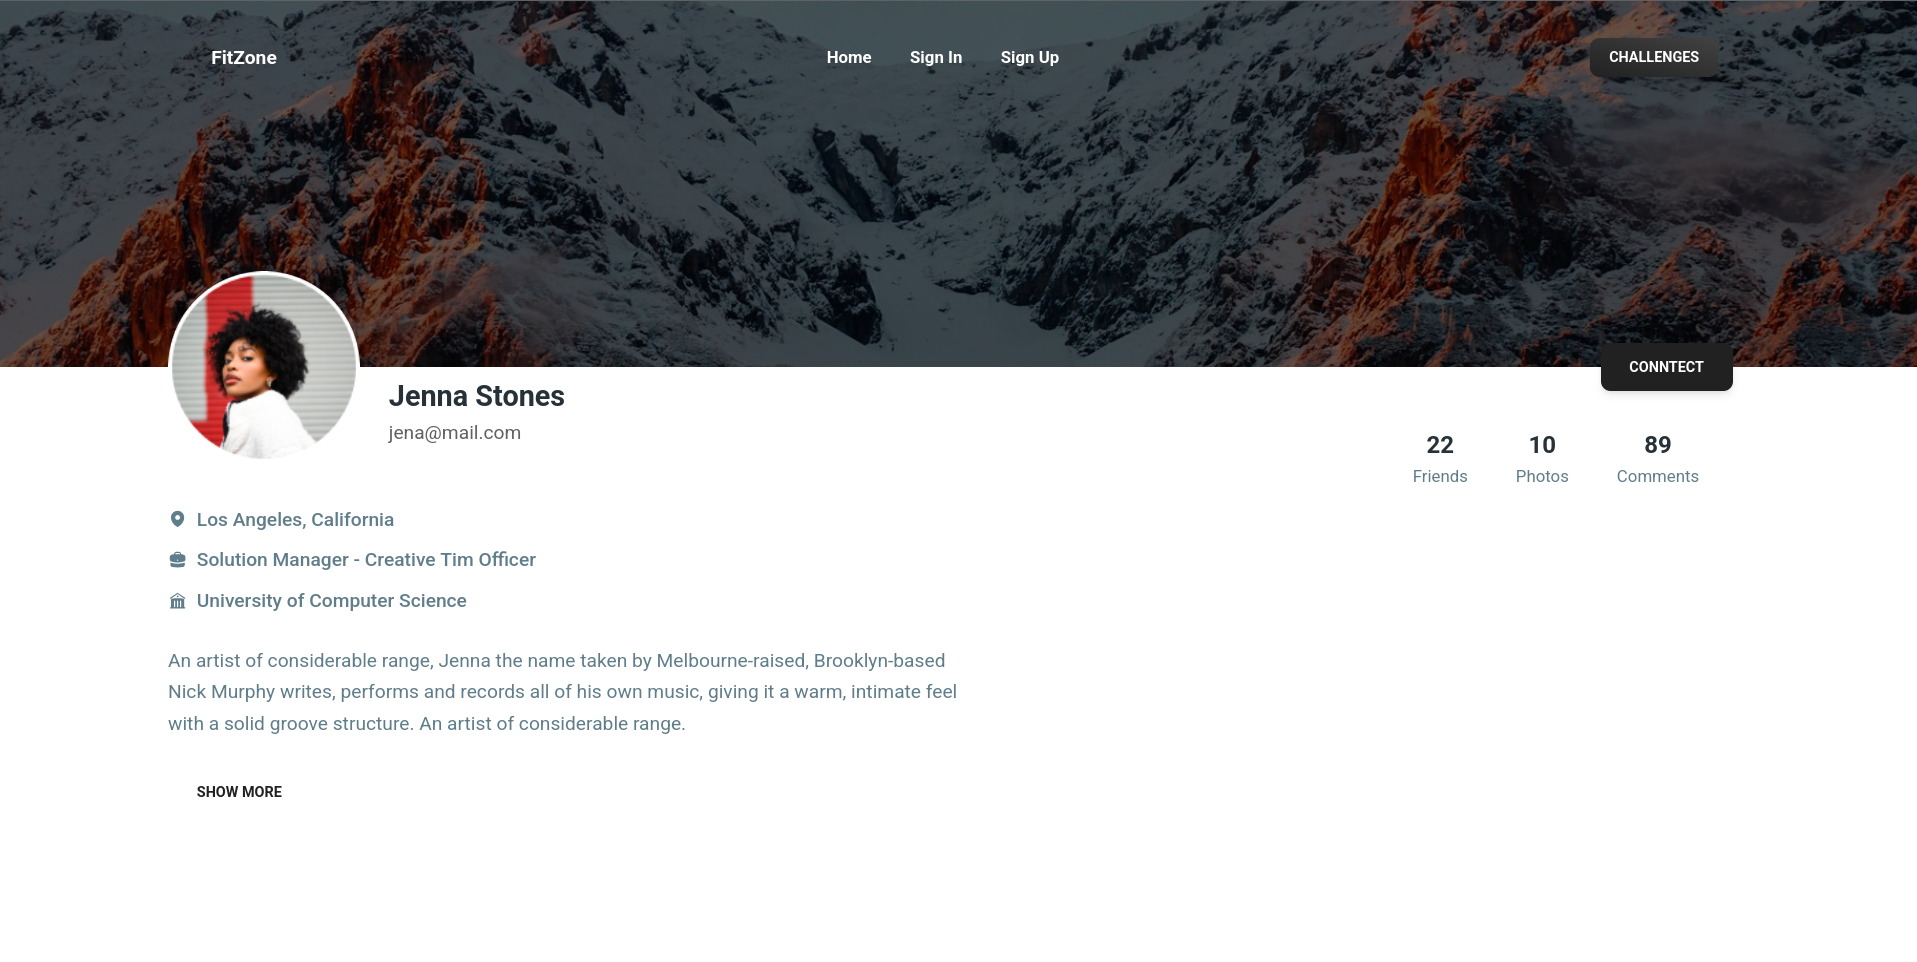 FitZone
Home
Sign In
Sign Up
CHALLENGES
CONNTECT
Jenna Stones
jena@mail.com
22
Friends
10
Photos
89
Comments
Los Angeles, California
Solution Manager - Creative Tim Officer
University of Computer Science
An artist of considerable range, Jenna the name taken by Melbourne-raised, Brooklyn-based
Nick Murphy writes, performs and records all of his own music, giving it a warm, intimate feel
with a solid groove structure. An artist of considerable range.
SHOW MORE